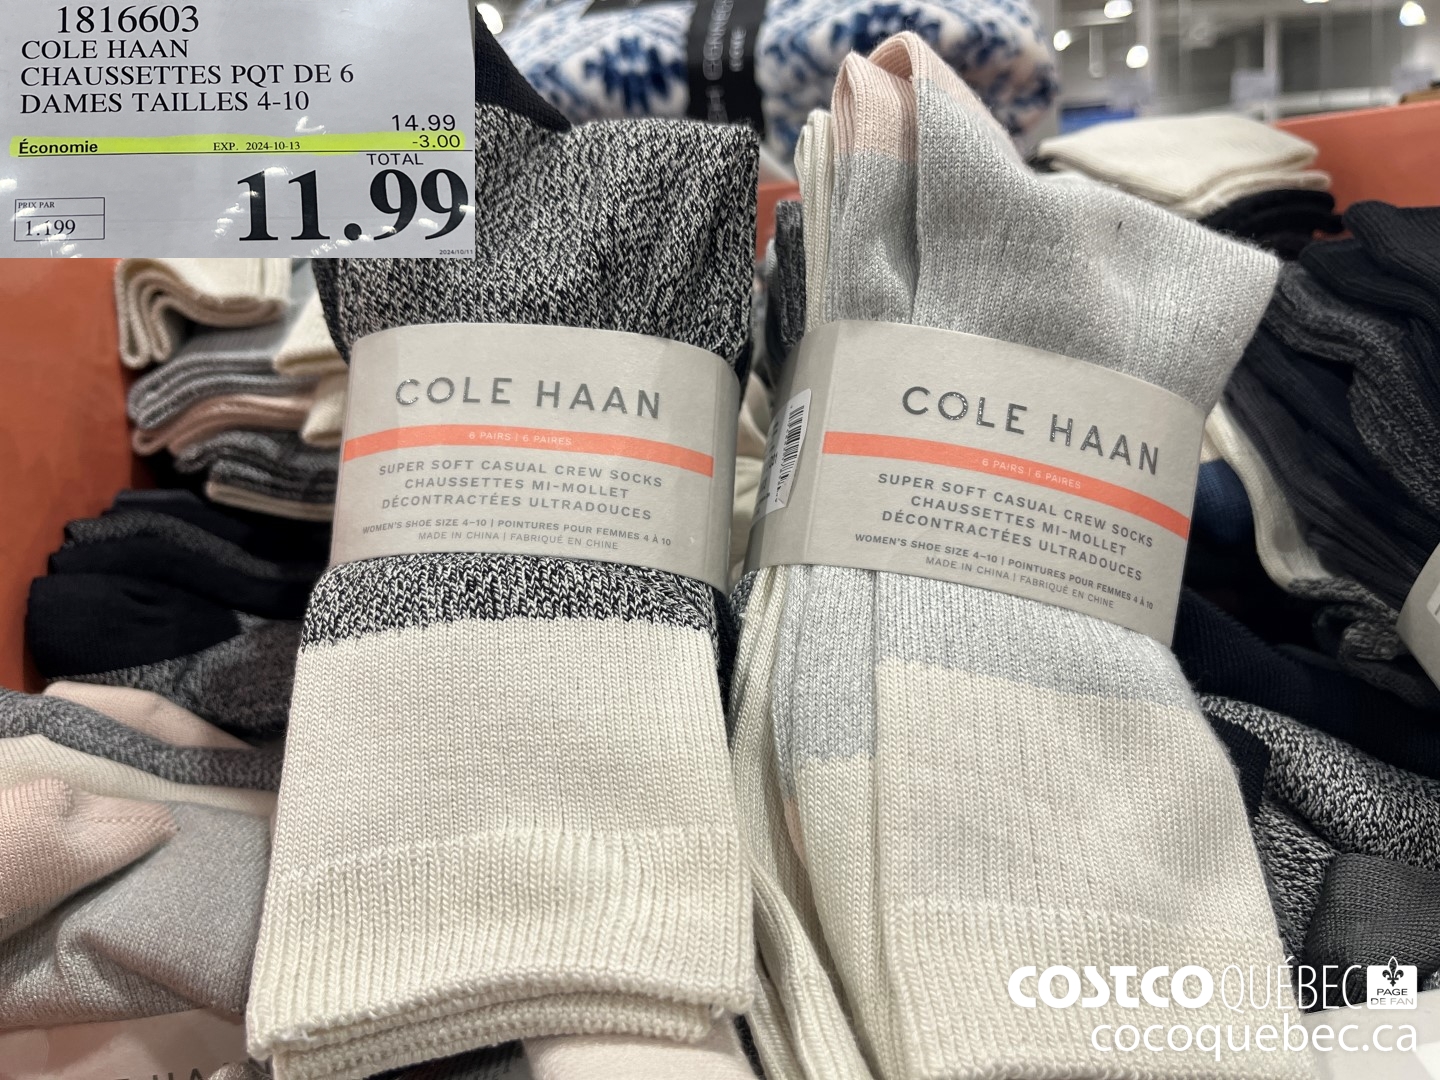 1816603
COLE HAAN
CHAUSSETTES PQT DE 6
DAMES TAILLES 4-10
14.99
Économie EXP. 2024-10-13 -3.00
TOTAL
11.99
PRIX PAR
1.199
2024/10/11
COLE HAAN
6 PAIRS | 6 PAIRES
SUPER SOFT CASUAL CREW SOCKS
CHAUSSETTES MI-MOLLET
DÉCONTRACTÉES ULTRADOUCES
WOMEN'S SHOE SIZE 4–10 | POINTURES POUR FEMMES 4 À 10
MADE IN CHINA | FABRIQUÉ EN CHINE
COLE HAAN
6 PAIRS | 6 PAIRES
SUPER SOFT CASUAL CREW SOCKS
CHAUSSETTES MI-MOLLET
DÉCONTRACTÉES ULTRADOUCES
WOMEN'S SHOE SIZE 4–10 | POINTURES POUR FEMMES 4 À 10
MADE IN CHINA | FABRIQUÉ EN CHINE
COSTCO QUÉBEC
PAGE
DE FAN
cocoquebec.ca